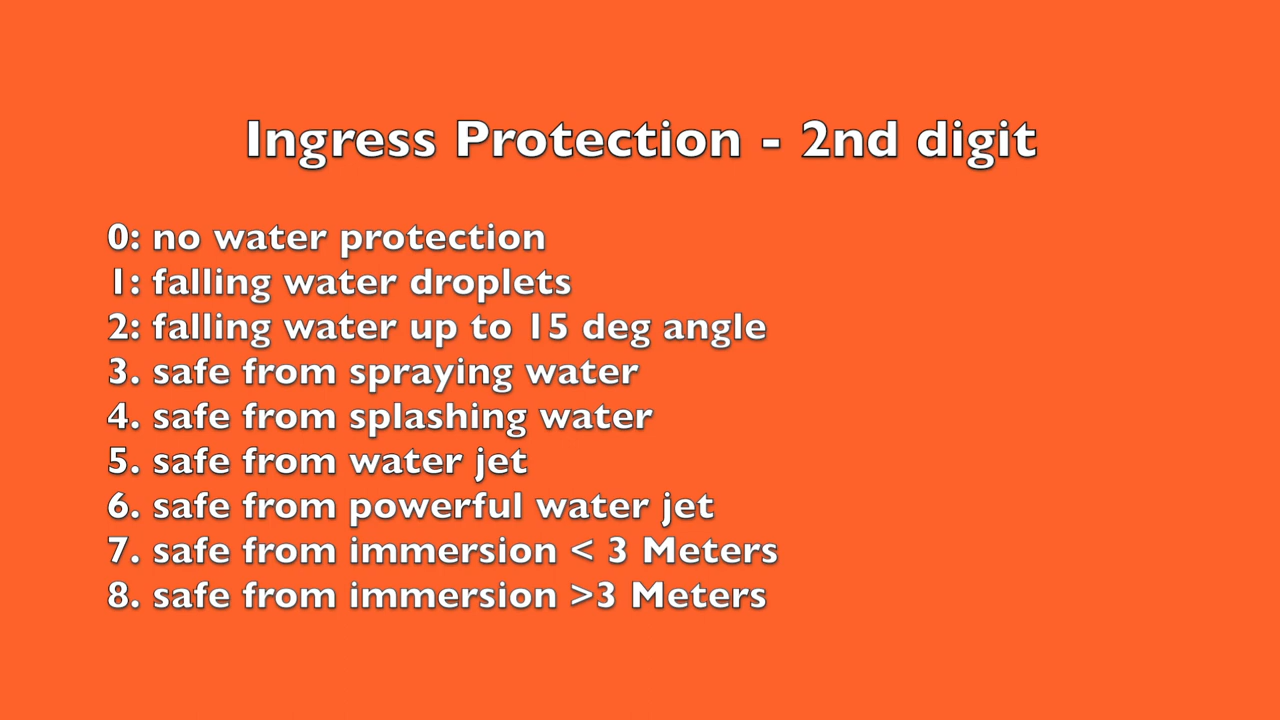 Ingress Protection - 2nd digit
0: no water protection
1: falling water droplets
2: falling water up to 15 deg angle
3. safe from spraying water
4. safe from splashing water
5. safe from water jet
6. safe from powerful water jet
7. safe from immersion < 3 Meters
8. safe from immersion >3 Meters